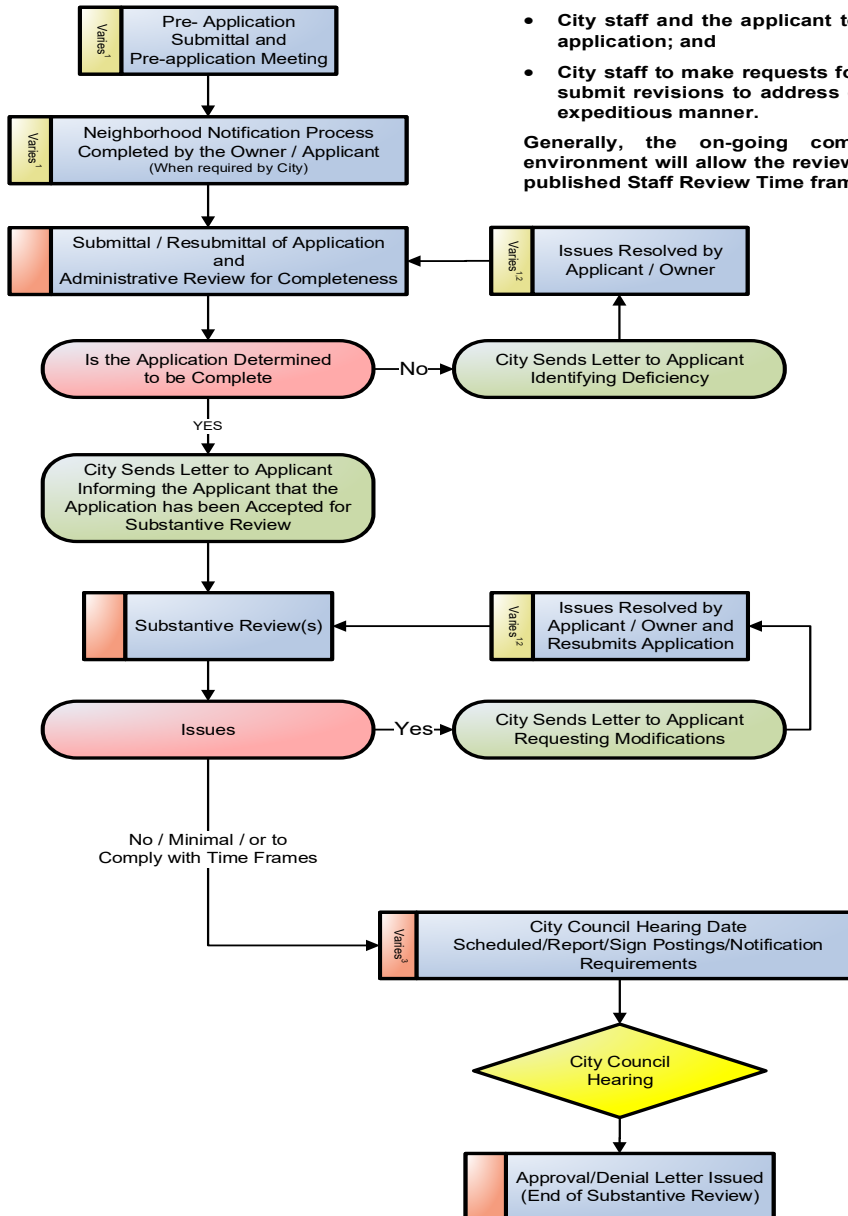 Varies1
Pre- Application
Submittal and
Pre-application Meeting
• City staff and the applicant
application; and
• City staff to make requests
submit revisions to address
expeditious manner.
Generally, the on-going
environment will allow the
published Staff Review Time
Varies1
Neighborhood Notification Process
Completed by the Owner / Applicant
(When required by City)
Submittal / Resubmittal of Application
and
Administrative Review for Completeness
Varies1,2
Issues Resolved by
Applicant / Owner
Is the Application Determined
to be Complete
No
City Sends Letter to Applicant
Identifying Deficiency
YES
City Sends Letter to Applicant
Informing the Applicant that the
Application has been Accepted for
Substantive Review
Substantive Review(s)
Varies1,2
Issues Resolved by
Applicant / Owner and
Resubmits Application
Issues
Yes
City Sends Letter to Applicant
Requesting Modifications
No / Minimal / or to
Comply with Time Frames
Varies3
City Council Hearing Date
Scheduled/Report/Sign Postings/Notification
Requirements
City Council
Hearing
Approval/Denial Letter Issued
(End of Substantive Review)